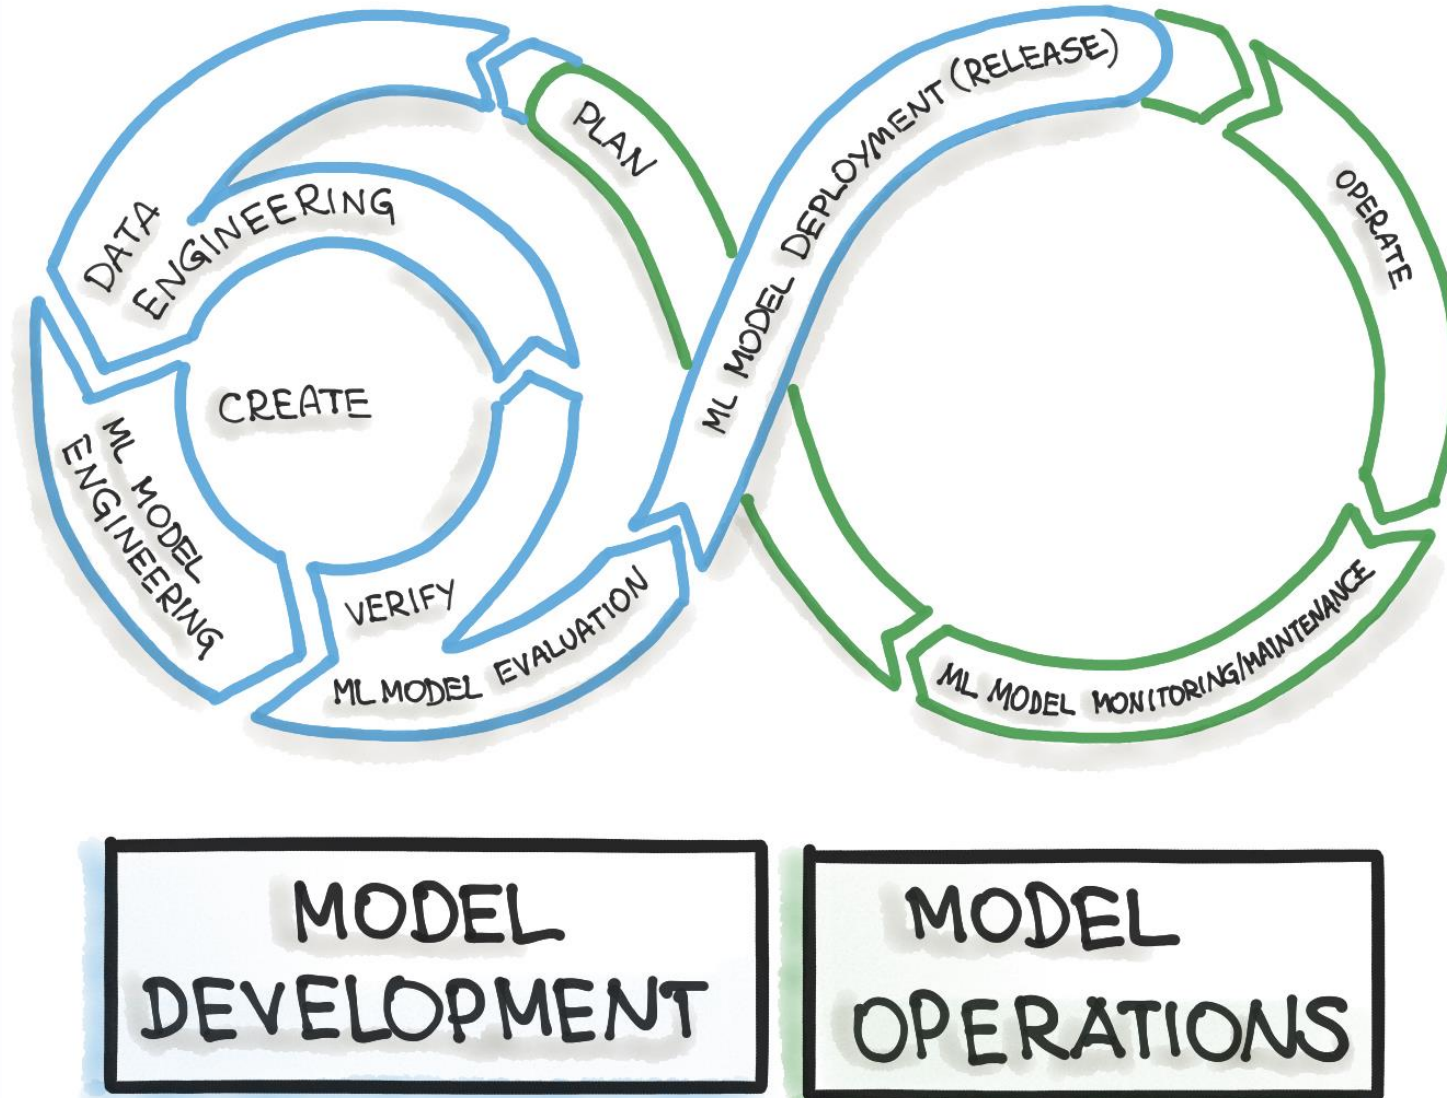 PLAN
DATA
ENGINEERING
CREATE
ML MODEL
ENGINEERING
VERIFY
ML MODEL EVALUATION
ML MODEL DEPLOYMENT (RELEASE)
OPERATE
ML MODEL MONITORING/MAINTENANCE
MODEL
DEVELOPMENT
MODEL
OPERATIONS